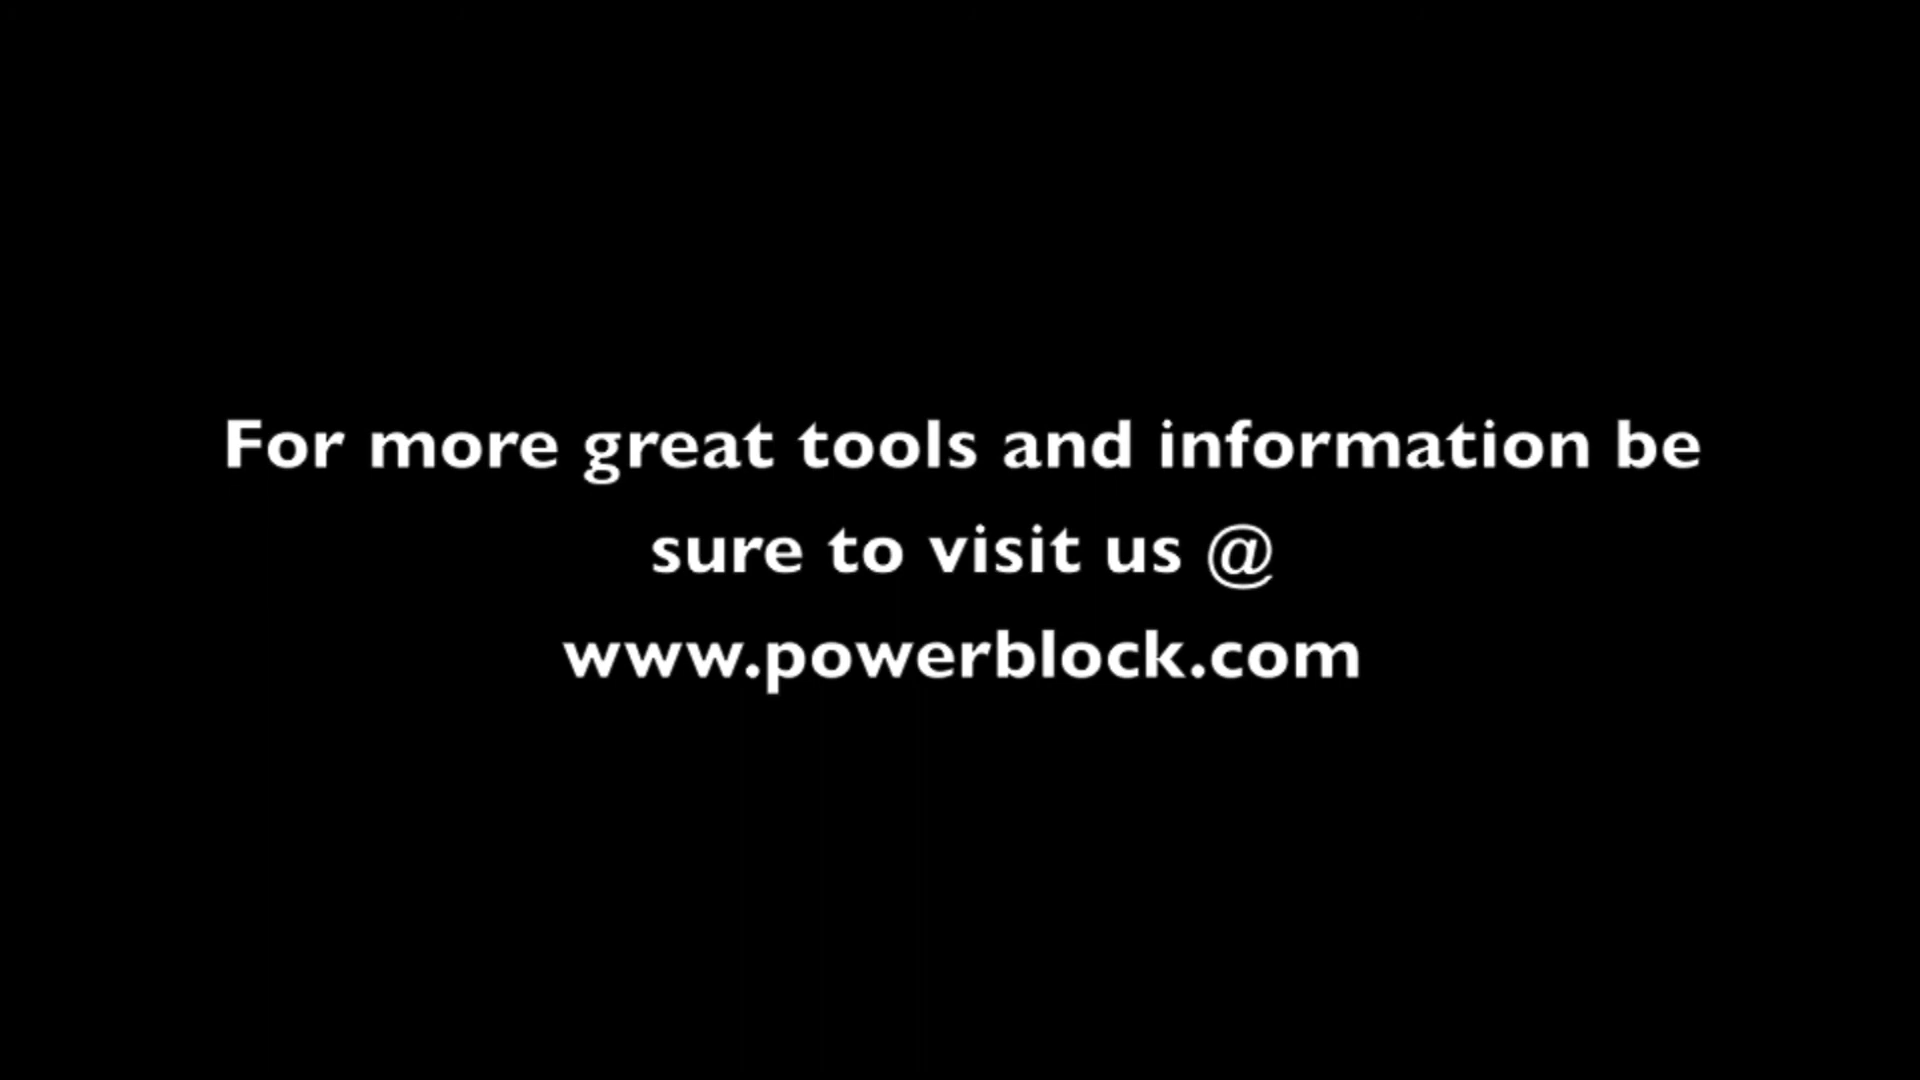 For more great tools and information be
sure to visit us @
www.powerblock.com